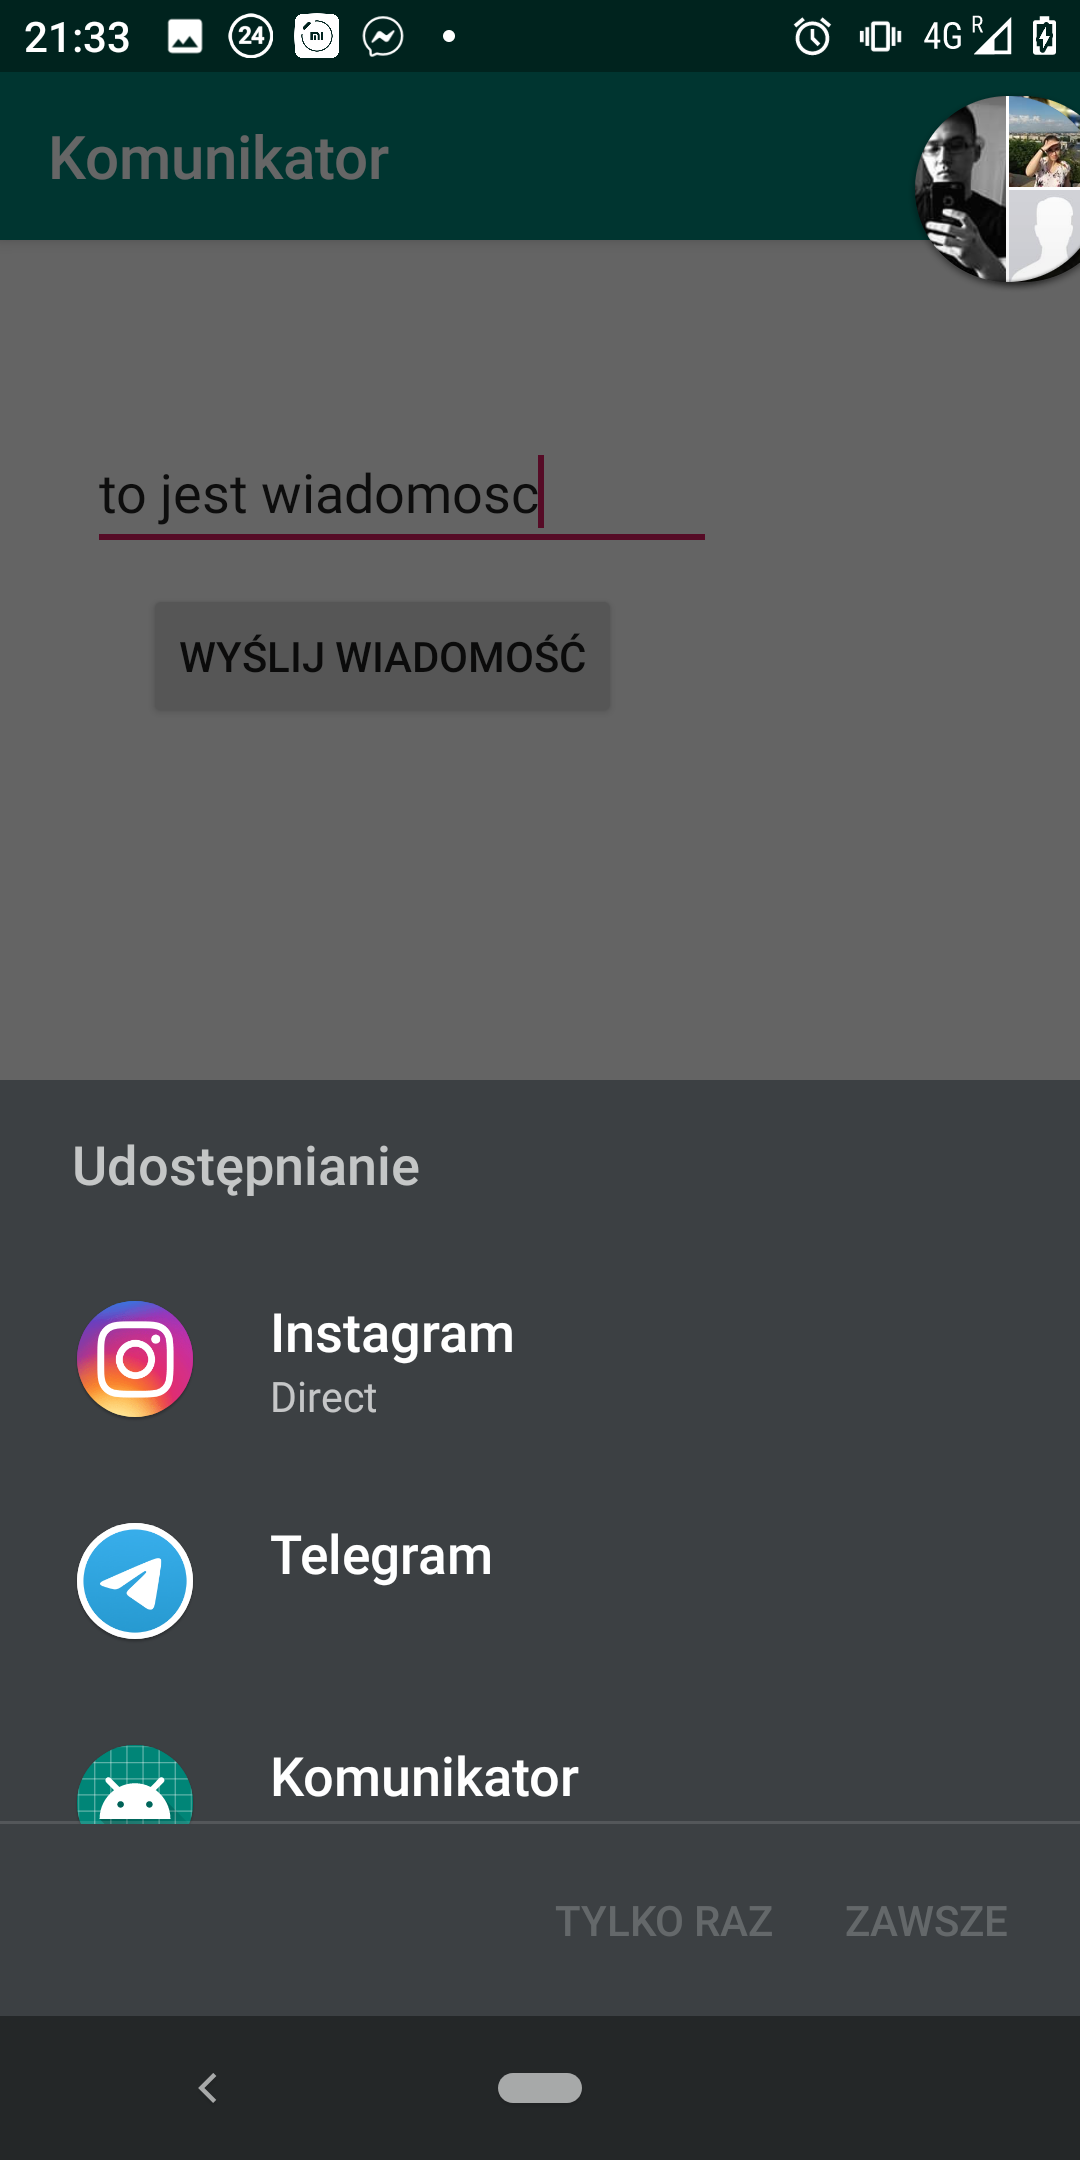 21:33 24 4G R
Komunikator
to jest wiadomosc
WYŚLIJ WIADOMOŚĆ
Udostępnianie
Instagram
Direct
Telegram
Komunikator
TYLKO RAZ ZAWSZE